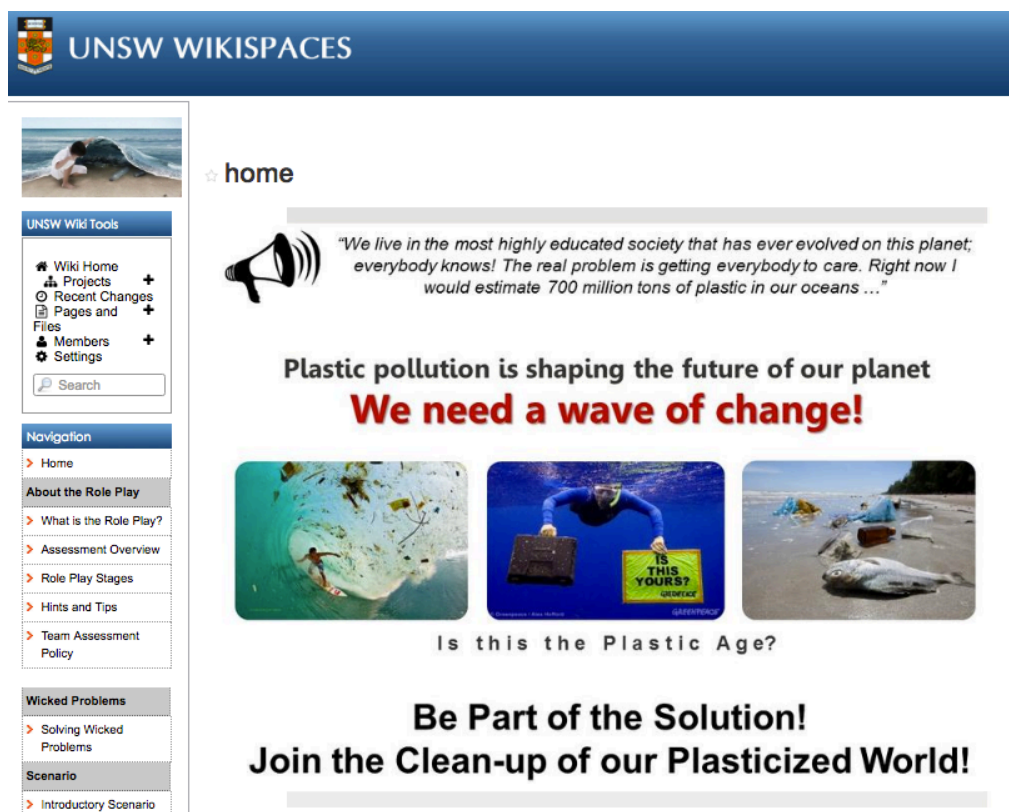 UNSW WIKISPACES
UNSW Wiki Tools
Wiki Home
Projects
Recent Changes
Pages and
Files
Members
Settings
Search
Navigation
Home
About the Role Play
What is the Role Play?
Assessment Overview
Role Play Stages
Hints and Tips
Team Assessment
Policy
Wicked Problems
Solving Wicked
Problems
Scenario
Introductory Scenario
home
“We live in the most highly educated society that has ever evolved on this planet;
everybody knows! The real problem is getting everybody to care. Right now I
would estimate 700 million tons of plastic in our oceans …”
Plastic pollution is shaping the future of our planet
We need a wave of change!
IS
THIS
YOURS?
GREENPEACE
GREENPEACE
Is this the Plastic Age?
Be Part of the Solution!
Join the Clean-up of our Plasticized World!